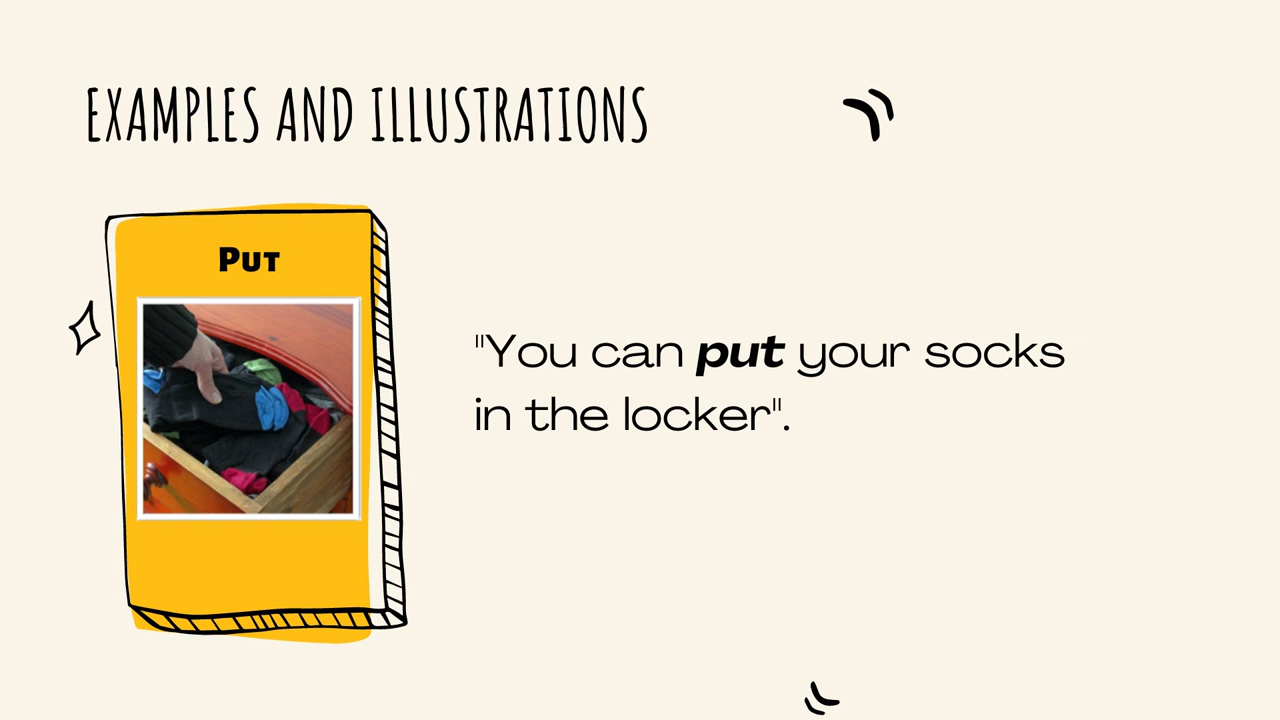 EXAMPLES AND ILLUSTRATIONS
Put
"You can put your socks
in the locker".